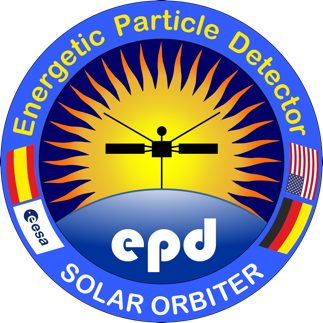 Energetic Particle Detector
esa
epd
SOLAR ORBITER